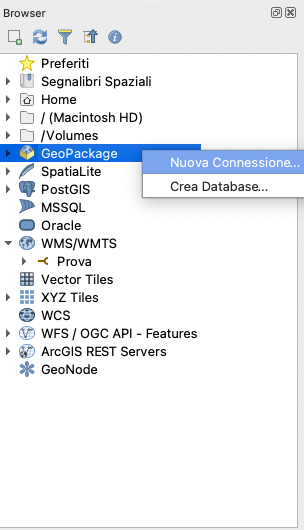 Browser
Preferiti
Segnalibri Spaziali
Home
/ (Macintosh HD)
/Volumes
GeoPackage
Nuova Connessione...
SpatiaLite
Crea Database...
PostGIS
MSSQL
Oracle
WMS/WMTS
Prova
Vector Tiles
XYZ Tiles
WCS
WFS / OGC API - Features
ArcGIS REST Servers
GeoNode